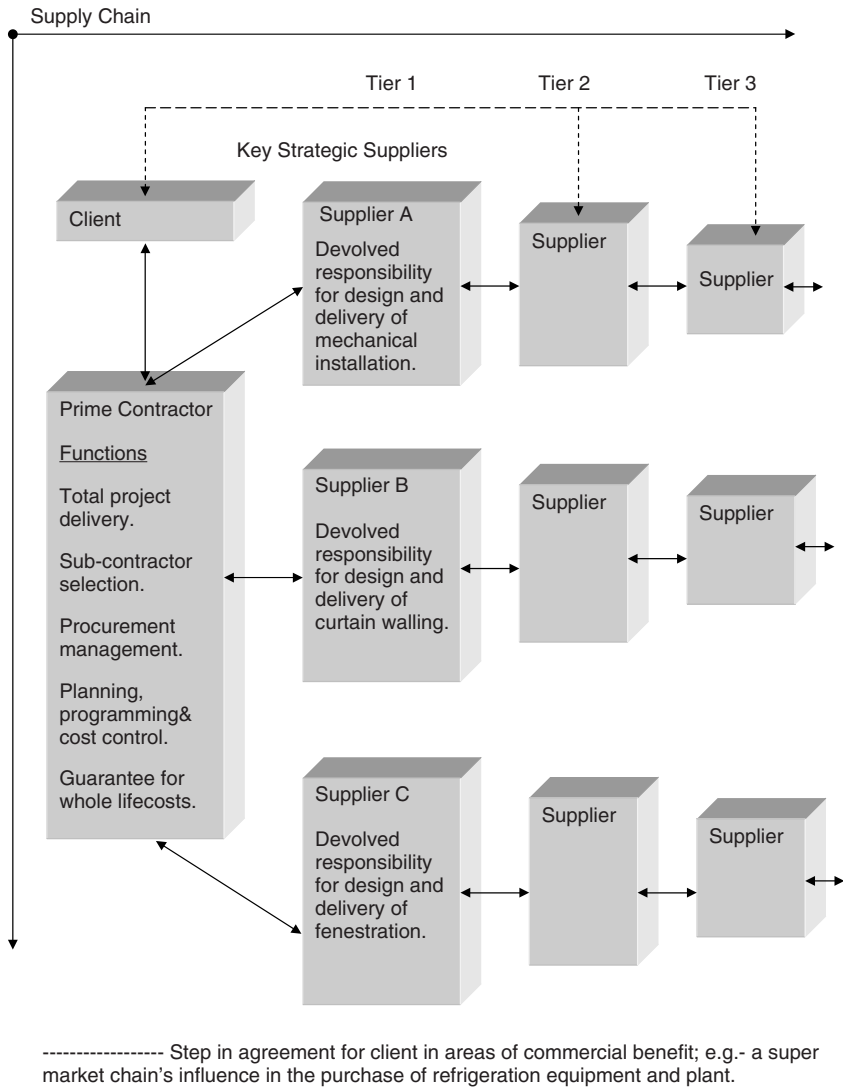 Supply Chain
Tier 1
Tier 2
Tier 3
Key Strategic Suppliers
Client
Supplier A
Devolved
responsibility
for design and
delivery of
mechanical
installation.
Supplier
Supplier
Prime Contractor
Functions
Total project
delivery.
Sub-contractor
selection.
Procurement
management.
Planning,
programming&
cost control.
Guarantee for
whole lifecosts.
Supplier B
Devolved
responsibility
for design and
delivery of
curtain walling.
Supplier
Supplier
Supplier C
Devolved
responsibility
for design and
delivery of
fenestration.
Supplier
Supplier
----------------- Step in agreement for client in areas of commercial benefit; e.g.- a super
market chain's influence in the purchase of refrigeration equipment and plant.